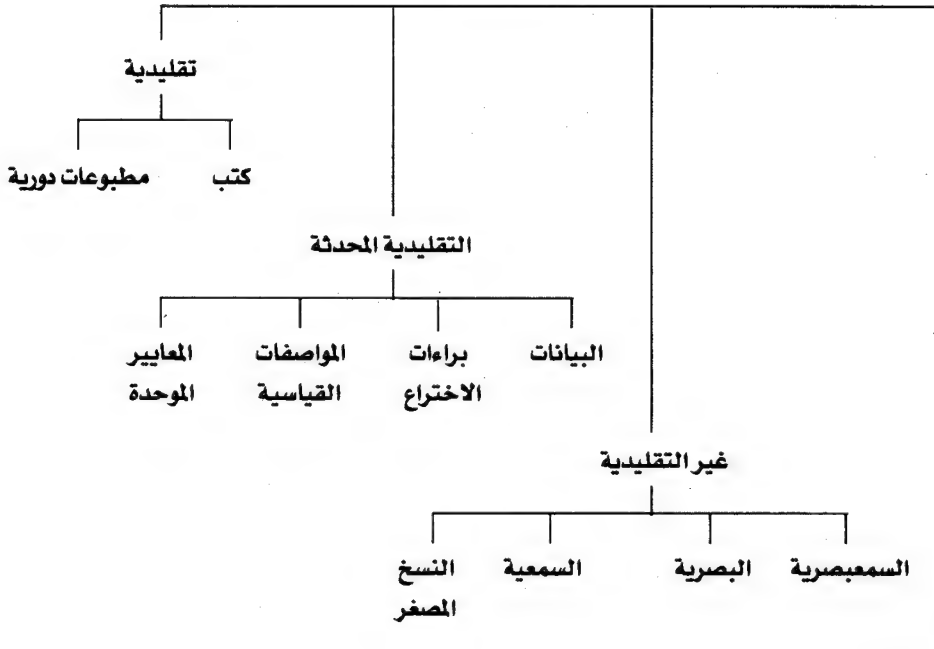 تقليدية
كتب مطبوعات دورية
التقليدية المحدثة
البيانات براءات المواصفات المعايير
الاختراع القياسية الموحدة
غير التقليدية
السمعبصرية البصرية السمعية النسخ
المصغر